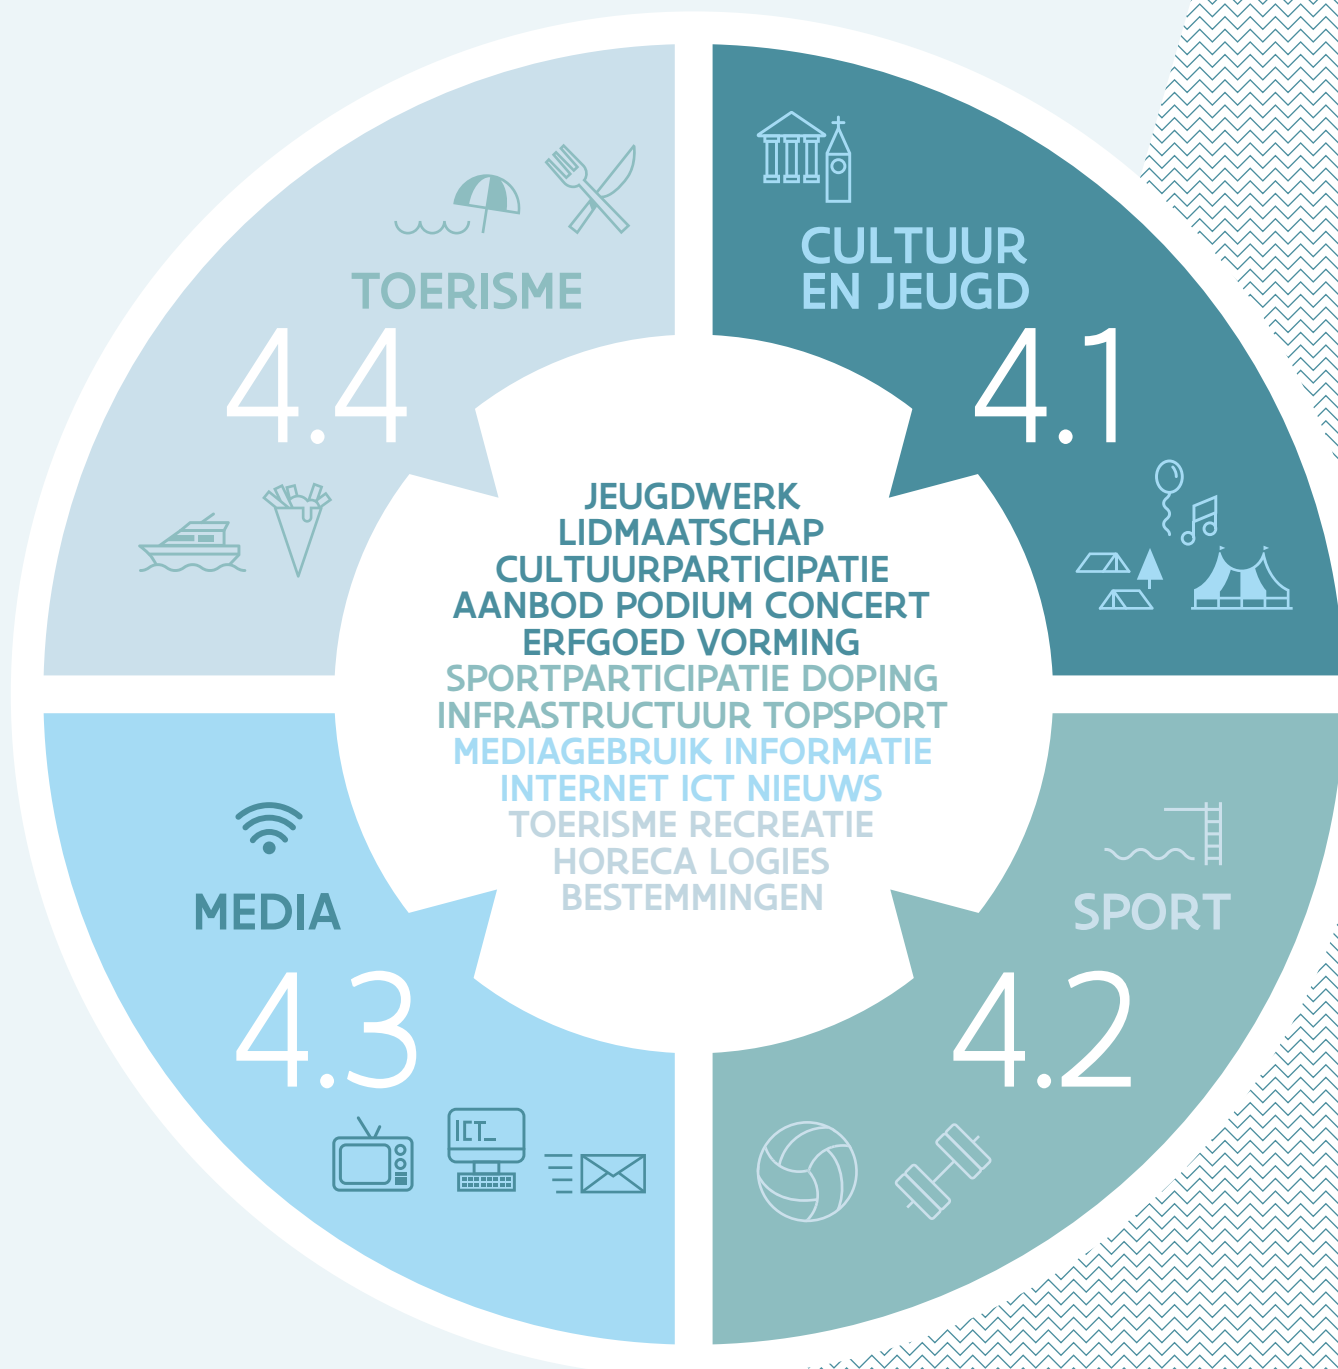 TOERISME
4.4
CULTUUR
EN JEUGD
4.1
JEUGDWERK
LIDMAATSCHAP
CULTUURPARTICIPATIE
AANBOD PODIUM CONCERT
ERFGOED VORMING
SPORTPARTICIPATIE DOPING
INFRASTRUCTUUR TOPSPORT
MEDIAGEBRUIK INFORMATIE
INTERNET ICT NIEUWS
TOERISME RECREATIE
HORECA LOGIES
BESTEMMINGEN
MEDIA
4.3
ICT_
SPORT
4.2